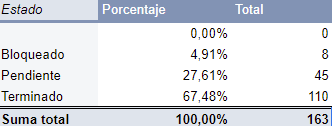 Estado Porcentaje Total
0,00% 0
Bloqueado 4,91% 8
Pendiente 27,61% 45
Terminado 67,48% 110
Suma total 100,00% 163